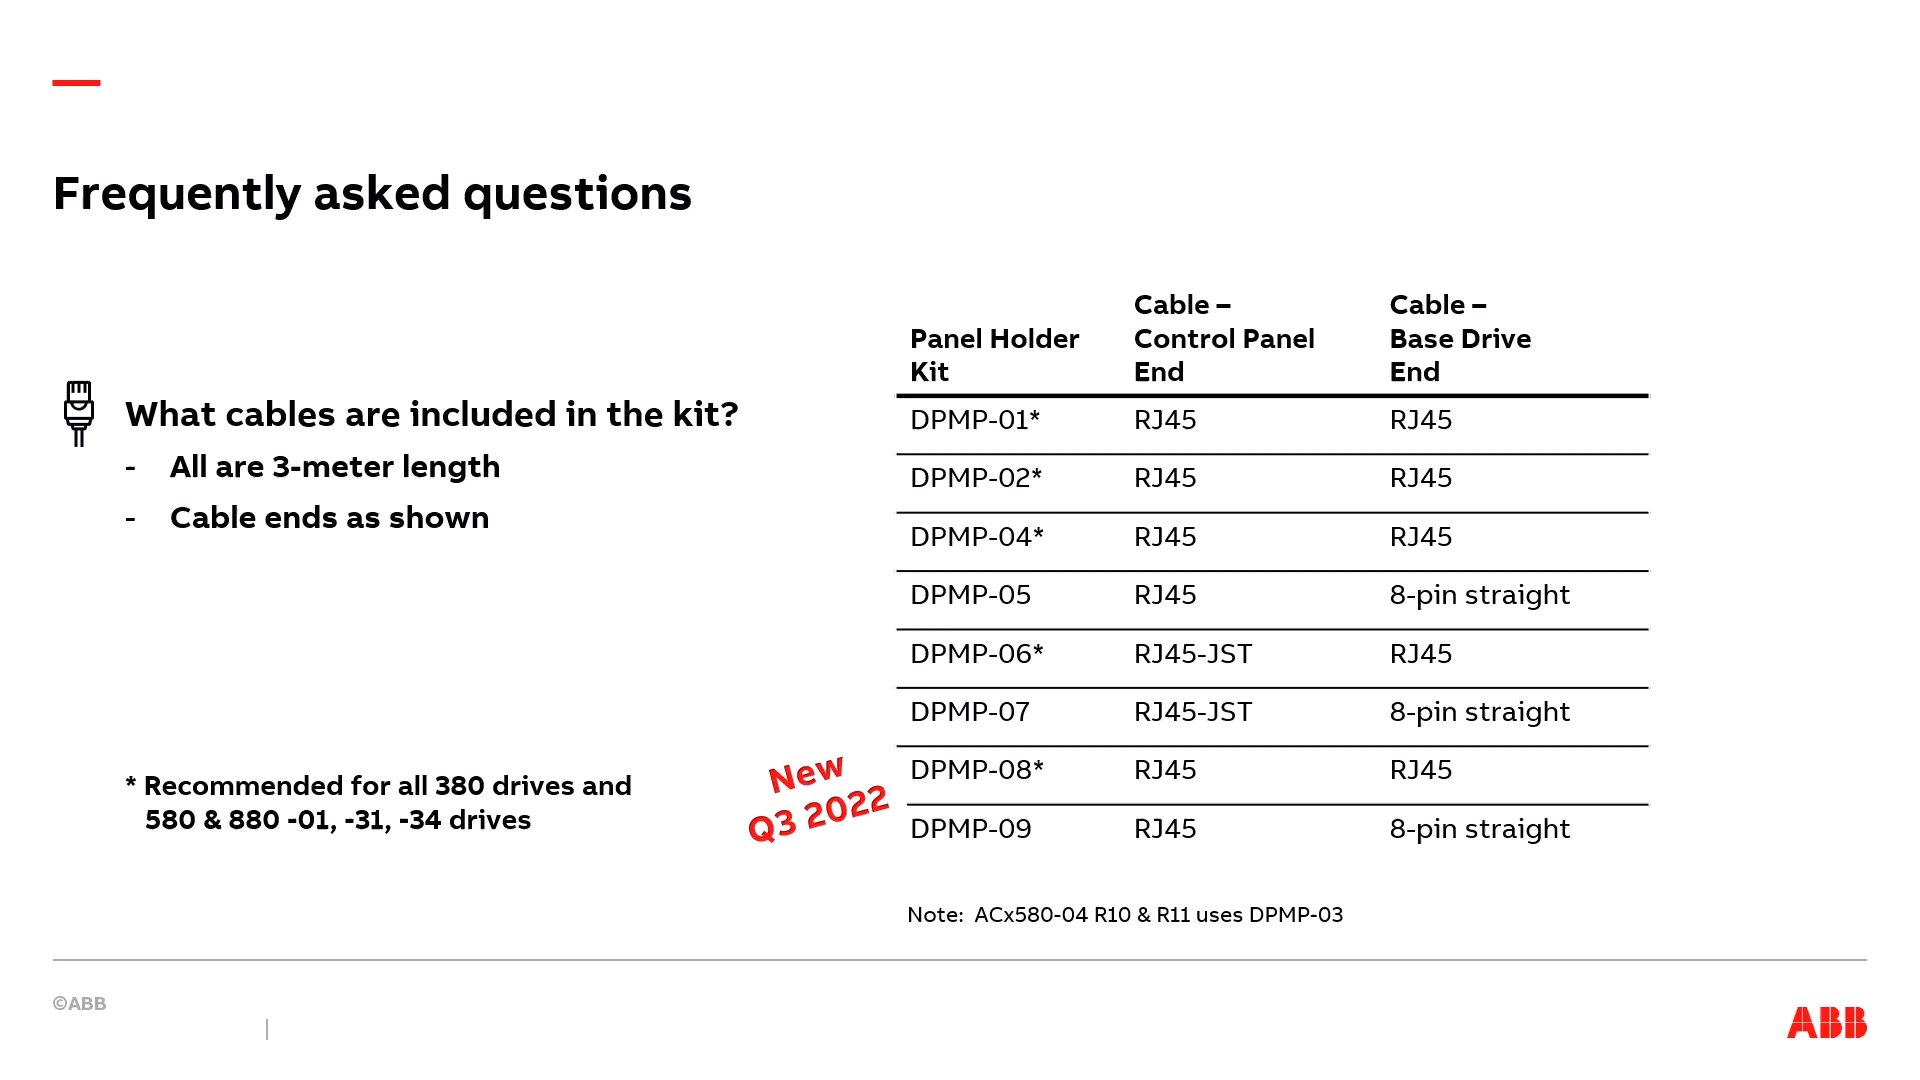 Frequently asked questions
What cables are included in the kit?
- All are 3-meter length
- Cable ends as shown
* Recommended for all 380 drives and
580 & 880 -01, -31, -34 drives
New
Q3 2022
Panel Holder Kit | Cable – Control Panel End | Cable – Base Drive End
DPMP-01* RJ45 RJ45
DPMP-02* RJ45 RJ45
DPMP-04* RJ45 RJ45
DPMP-05 RJ45 8-pin straight
DPMP-06* RJ45-JST RJ45
DPMP-07 RJ45-JST 8-pin straight
DPMP-08* RJ45 RJ45
DPMP-09 RJ45 8-pin straight
Note: ACx580-04 R10 & R11 uses DPMP-03
©ABB
ABB